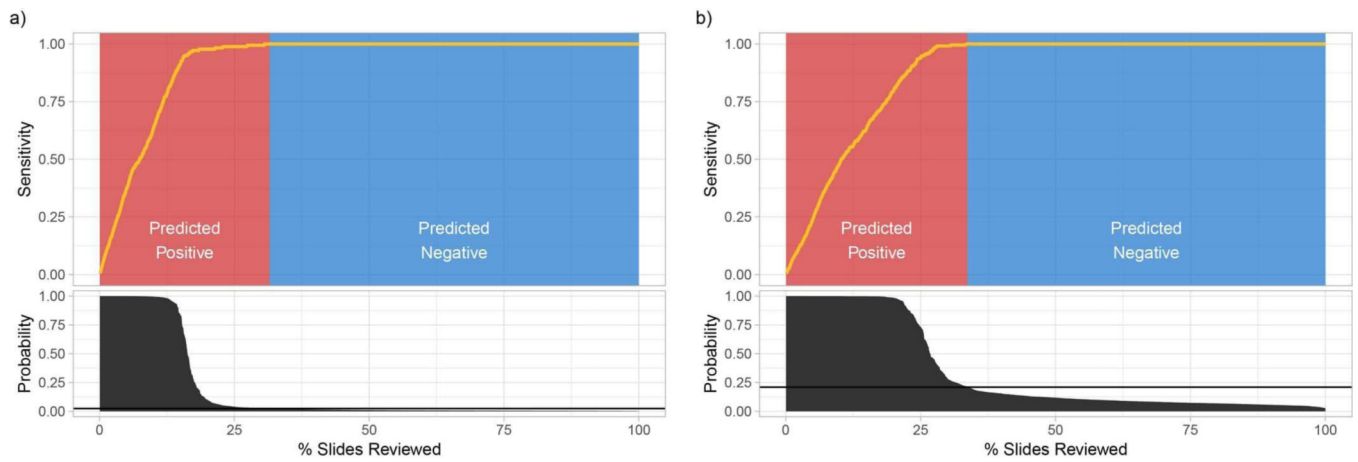 a)
1.00
0.75
0.50
0.25
0.00
Sensitivity
Predicted
Positive
Predicted
Negative
1.00
0.75
0.50
0.25
0.00
Probability
0
25
50
75
100
% Slides Reviewed
b)
1.00
0.75
0.50
0.25
0.00
Sensitivity
Predicted
Positive
Predicted
Negative
1.00
0.75
0.50
0.25
0.00
Probability
0
25
50
75
100
% Slides Reviewed